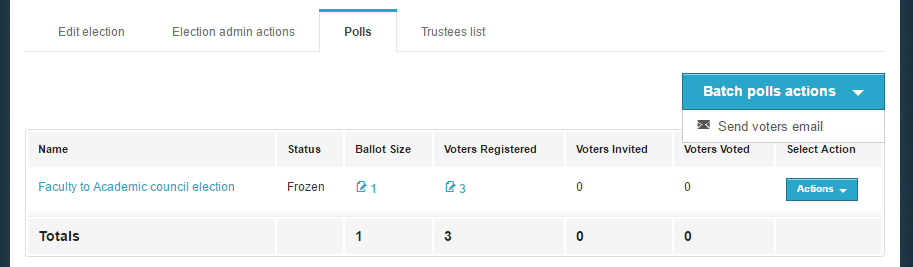 Edit election Election admin actions Polls Trustees list
Batch polls actions
Send voters email
Name Status Ballot Size Voters Registered Voters Invited Voters Voted Select Action
Faculty to Academic council election Frozen 1 3 0 0 Actions
Totals 1 3 0 0